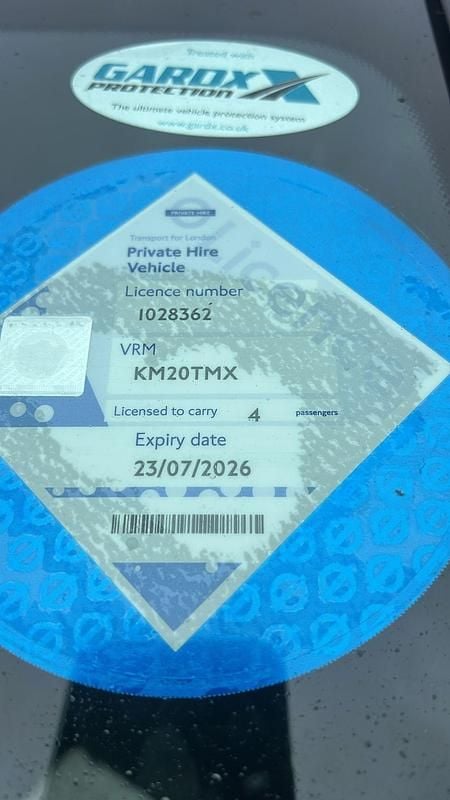 Treated with
GARDX
PROTECTION
The ultimate vehicle protection system
www.gardx.co.uk
PRIVATE HIRE
Transport for London
Private Hire
Vehicle
Licence number
1028362
VRM
KM20TMX
Licensed to carry 4 passengers
Expiry date
23/07/2026